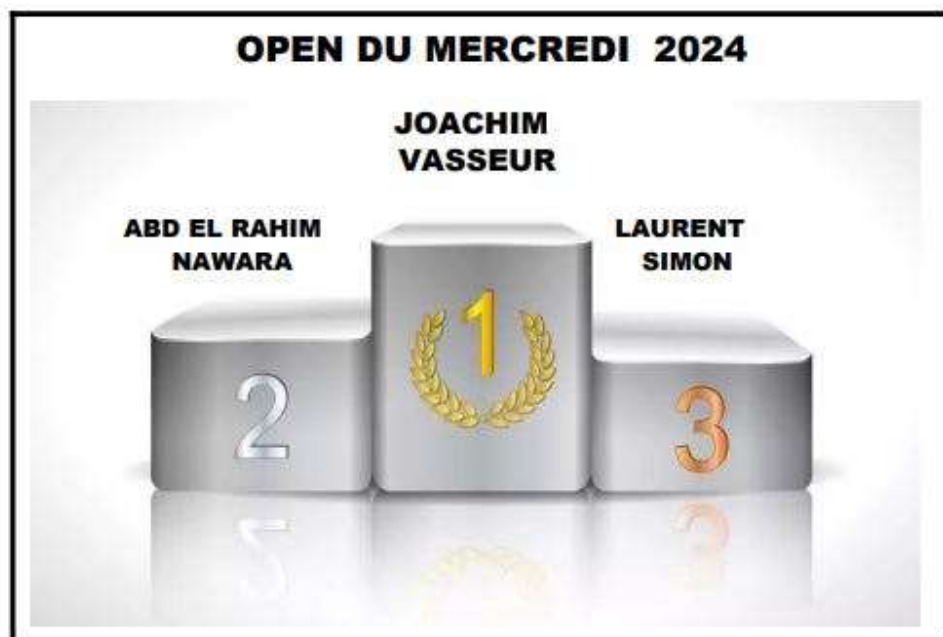 OPEN DU MERCREDI 2024
JOACHIM
VASSEUR
ABD EL RAHIM
NAWARA
LAURENT
SIMON
1
2
3